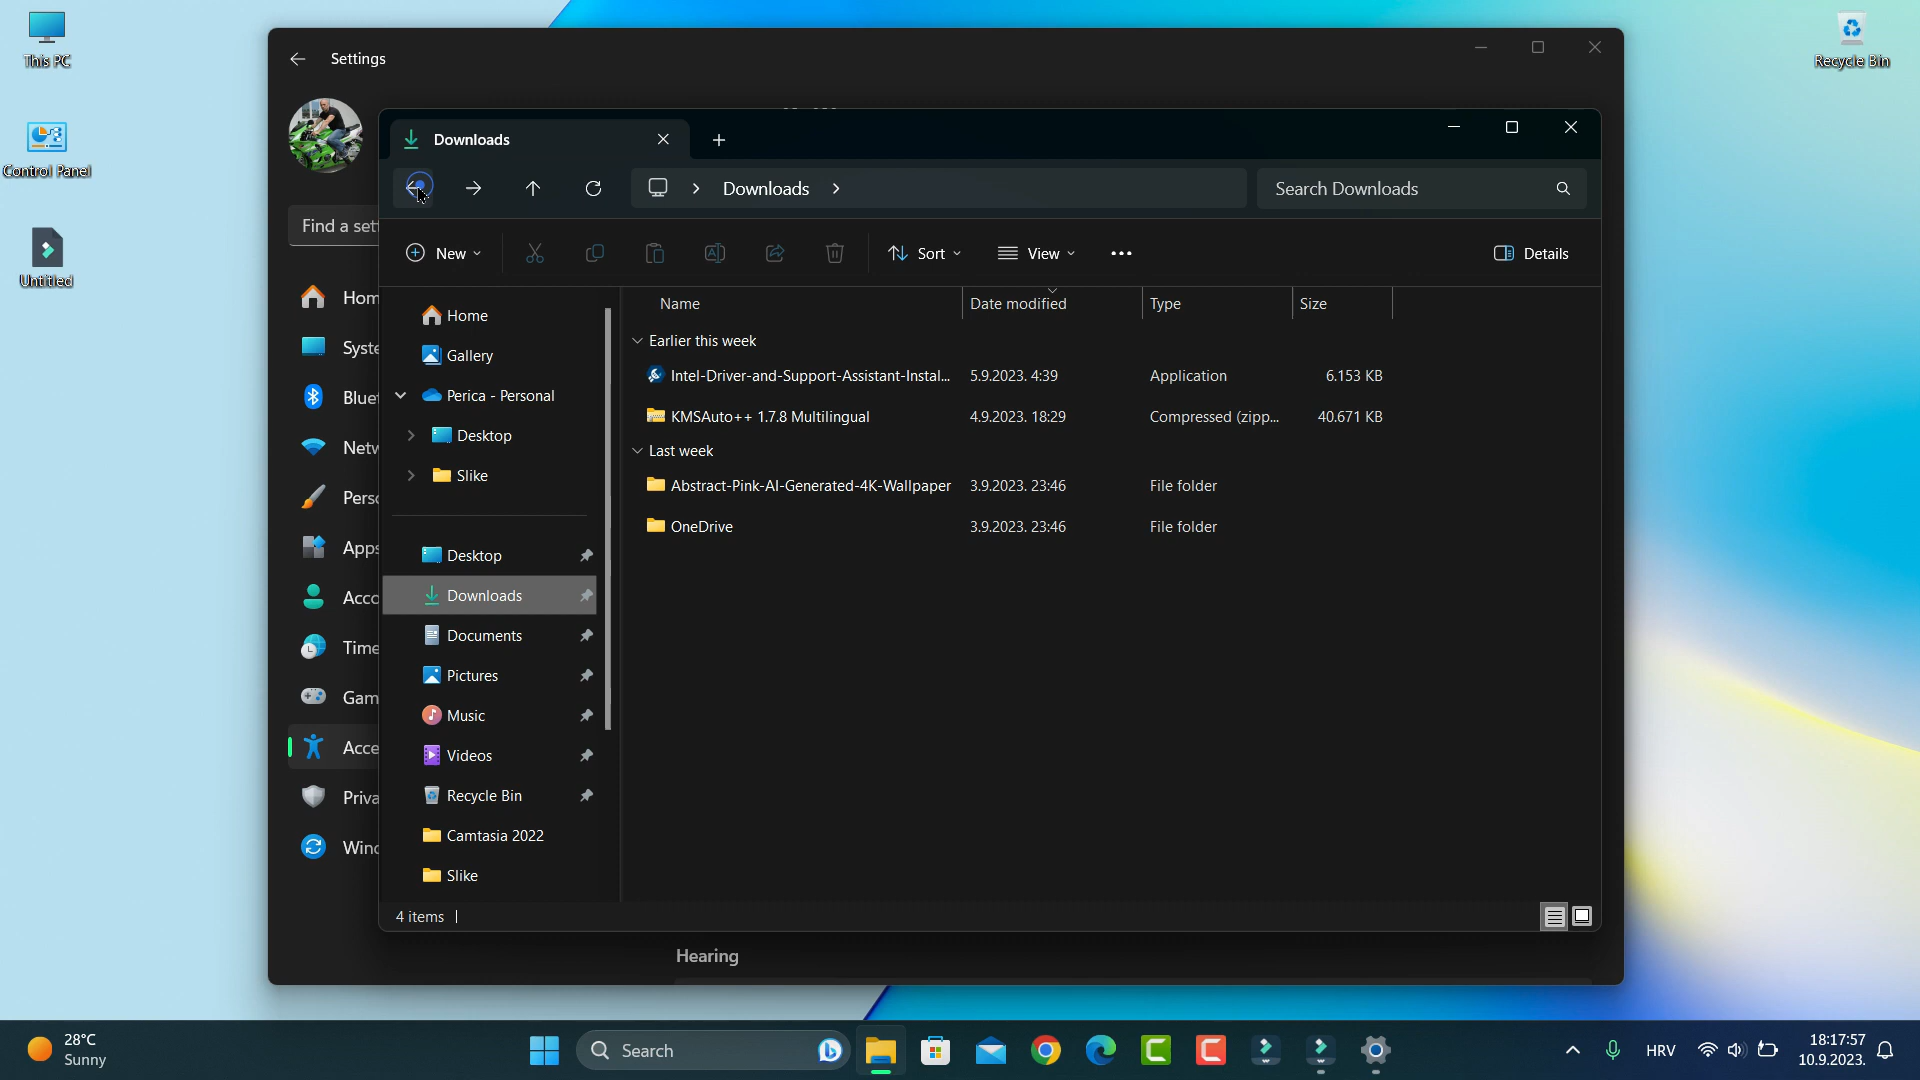 This PC
Control Panel
Untitled
Recycle Bin
Settings
Find a set
Hom
Syste
Blue
Netw
Perso
Apps
Acco
Time
Gam
Acce
Priva
Wind
Downloads
Downloads
Search Downloads
New
Sort
View
Details
Home
Gallery
Perica - Personal
Desktop
Slike
Desktop
Downloads
Documents
Pictures
Music
Videos
Recycle Bin
Camtasia 2022
Slike
Name Date modified Type Size
Earlier this week
Intel-Driver-and-Support-Assistant-Instal... 5.9.2023. 4:39 Application 6.153 KB
KMSAuto++ 1.7.8 Multilingual 4.9.2023. 18:29 Compressed (zipp... 40.671 KB
Last week
Abstract-Pink-AI-Generated-4K-Wallpaper 3.9.2023. 23:46 File folder
OneDrive 3.9.2023. 23:46 File folder
4 items
Hearing
28°C
Sunny
Search
HRV
18:17:57
10.9.2023.